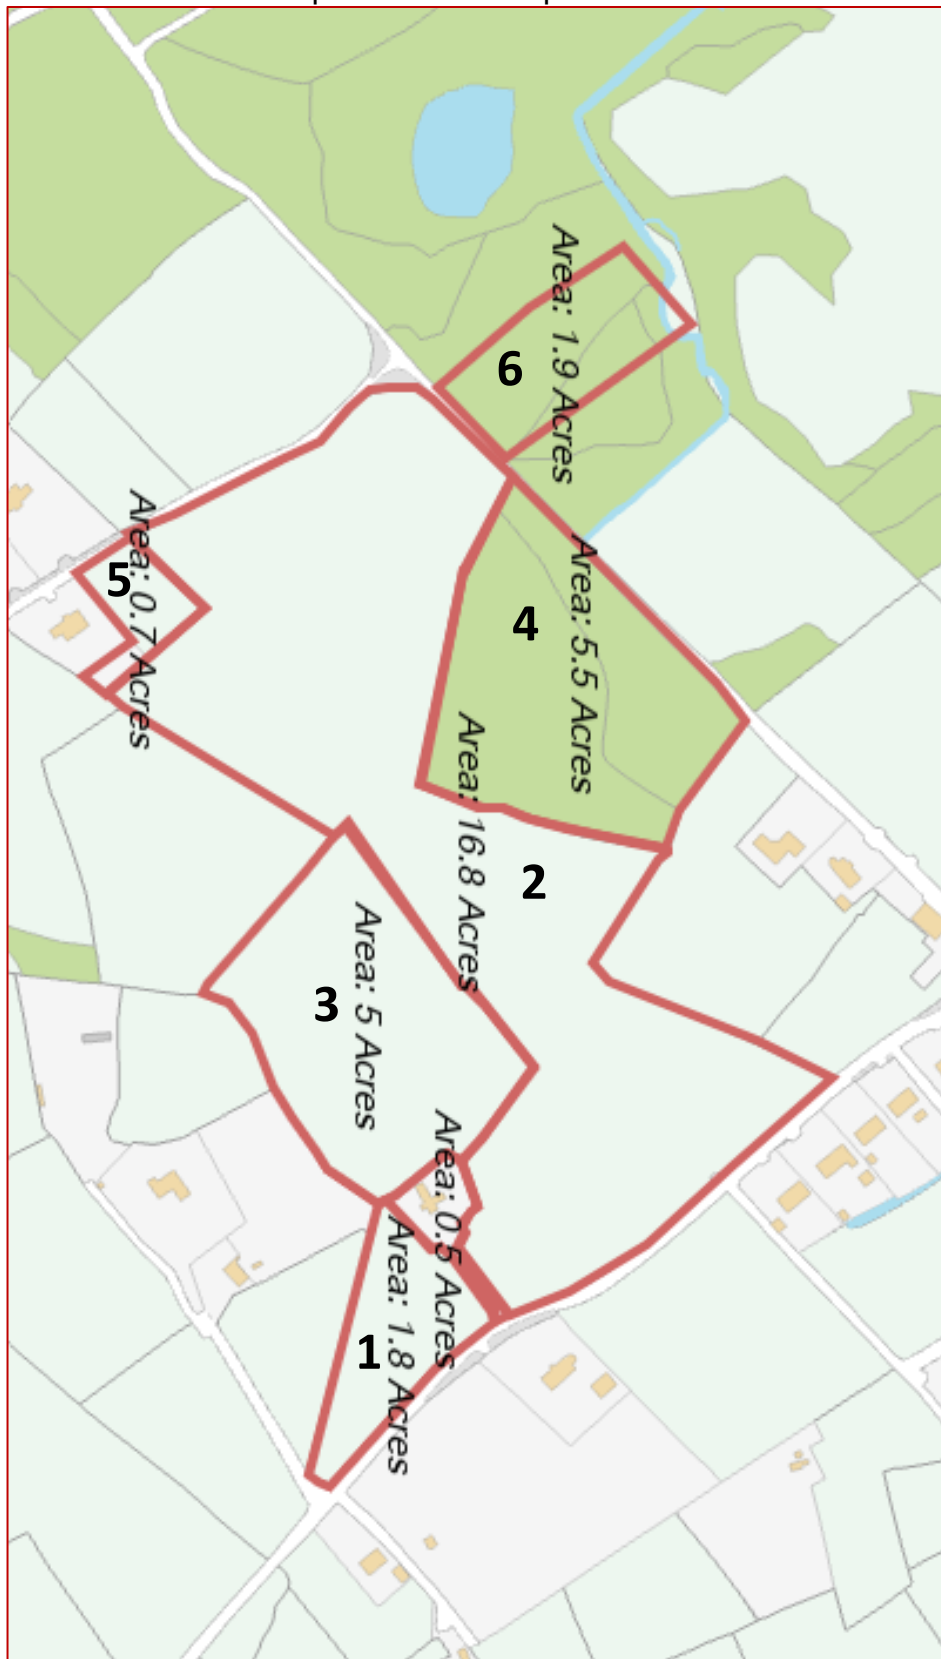 Area: 1.9 Acres
6
Area: 0.7 Acres
5
Area: 5.5 Acres
4
Area: 16.8 Acres
2
Area: 5 Acres
3
Area: 0.5 Acres
Area: 1.8 Acres
1